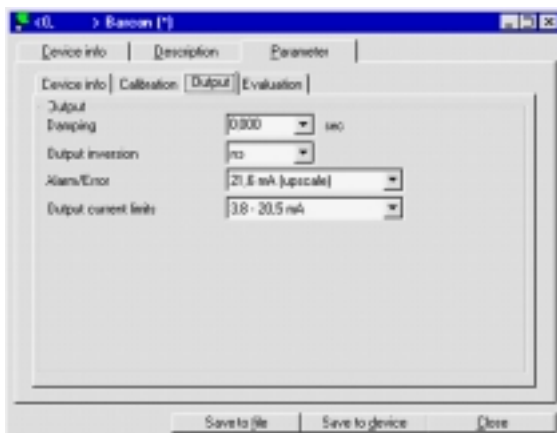 <0. > Barcon (*)
Device info Description Parameter
Device info Calibration Output Evaluation
Output
Damping 0.000 sec
Output inversion no
Alarm/Error 21,6 mA (upscale)
Output current limits 3.8 - 20,5 mA
Save to file Save to device Close